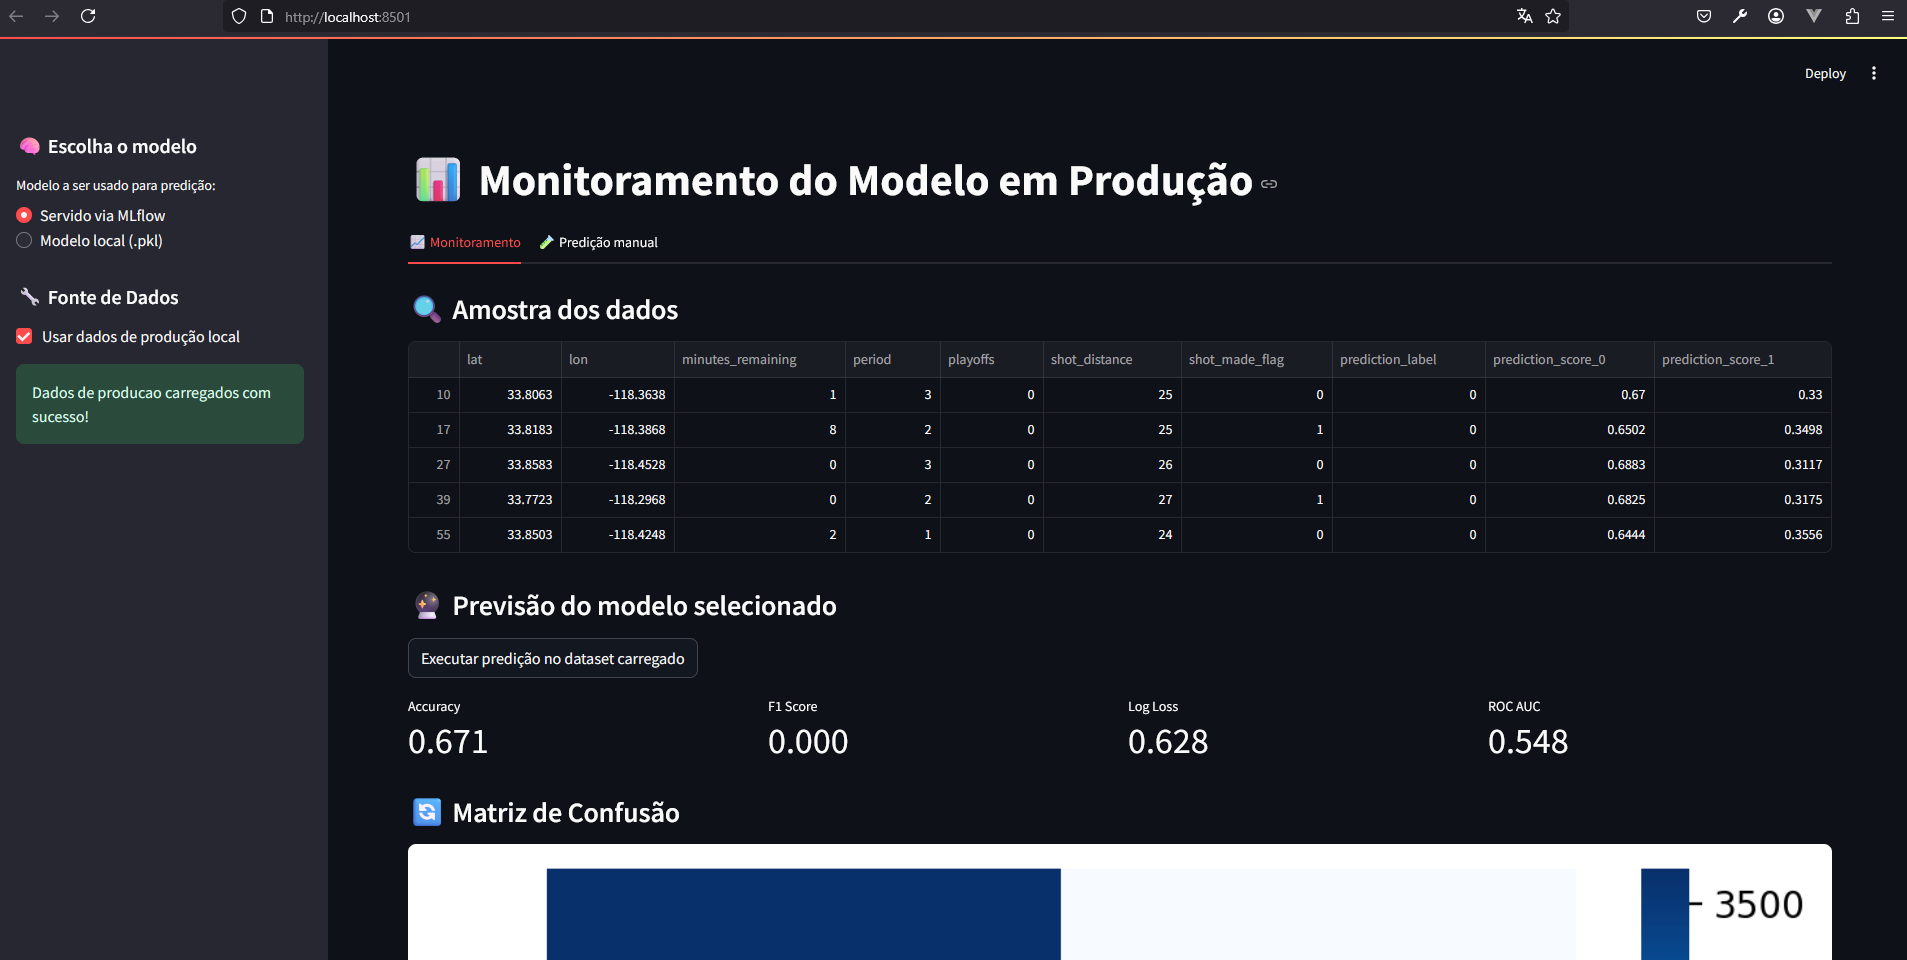 http://localhost:8501
Deploy
Escolha o modelo
Modelo a ser usado para predição:
Servido via MLflow
Modelo local (.pkl)
Fonte de Dados
Usar dados de produção local
Dados de producao carregados com
sucesso!
Monitoramento do Modelo em Produção
Monitoramento Predição manual
Amostra dos dados
lat lon minutes_remaining period playoffs shot_distance shot_made_flag prediction_label prediction_score_0 prediction_score_1
10 33.8063 -118.3638 1 3 0 25 0 0 0.67 0.33
17 33.8183 -118.3868 8 2 0 25 1 0 0.6502 0.3498
27 33.8583 -118.4528 0 3 0 26 0 0 0.6883 0.3117
39 33.7723 -118.2968 0 2 0 27 1 0 0.6825 0.3175
55 33.8503 -118.4248 2 1 0 24 0 0 0.6444 0.3556
Previsão do modelo selecionado
Executar predição no dataset carregado
Accuracy F1 Score Log Loss ROC AUC
0.671 0.000 0.628 0.548
Matriz de Confusão
3500